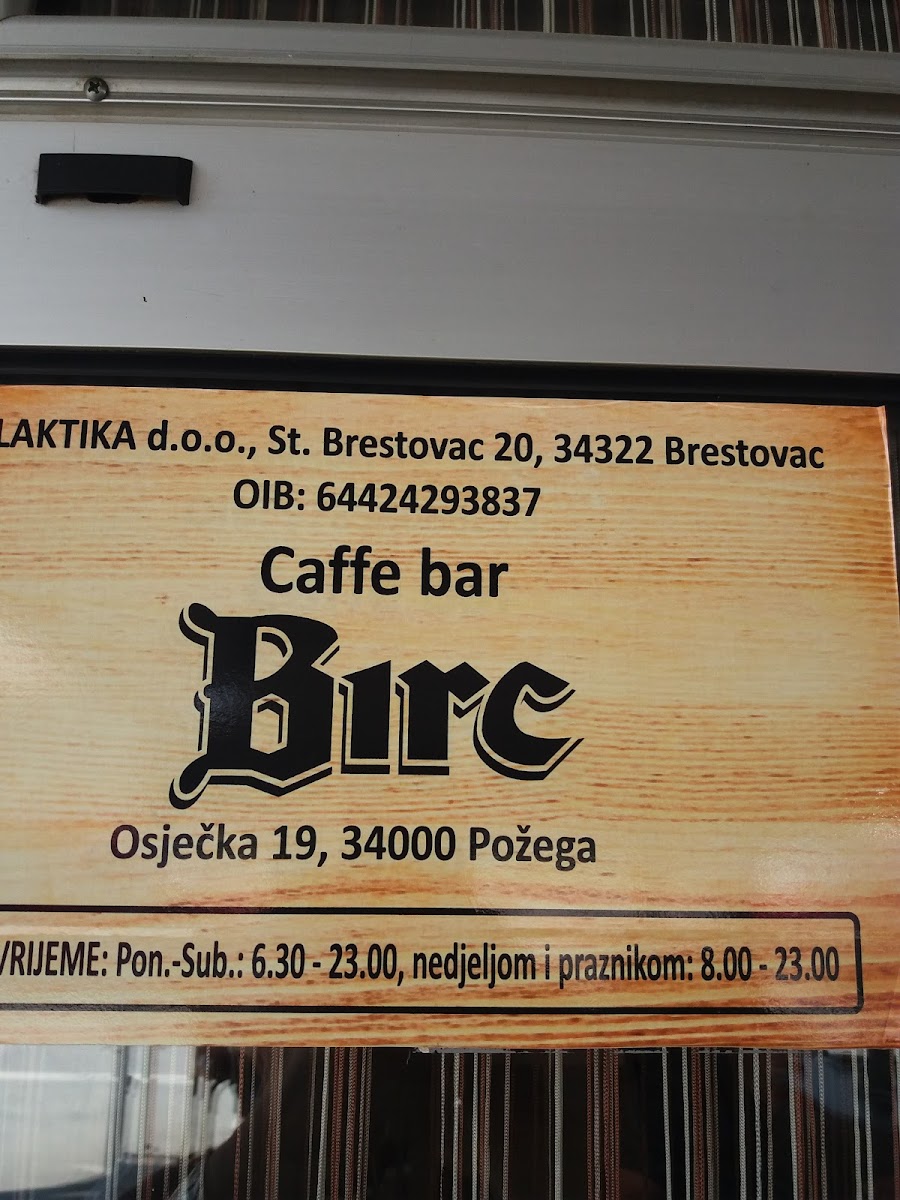 LAKTIKA d.o.o., St. Brestovac 20, 34322 Brestovac
OIB: 64424293837
Caffe bar
Birc
Osječka 19, 34000 Požega
VRIJEME: Pon.-Sub.: 6.30 - 23.00, nedjeljom i praznikom: 8.00 - 23.00